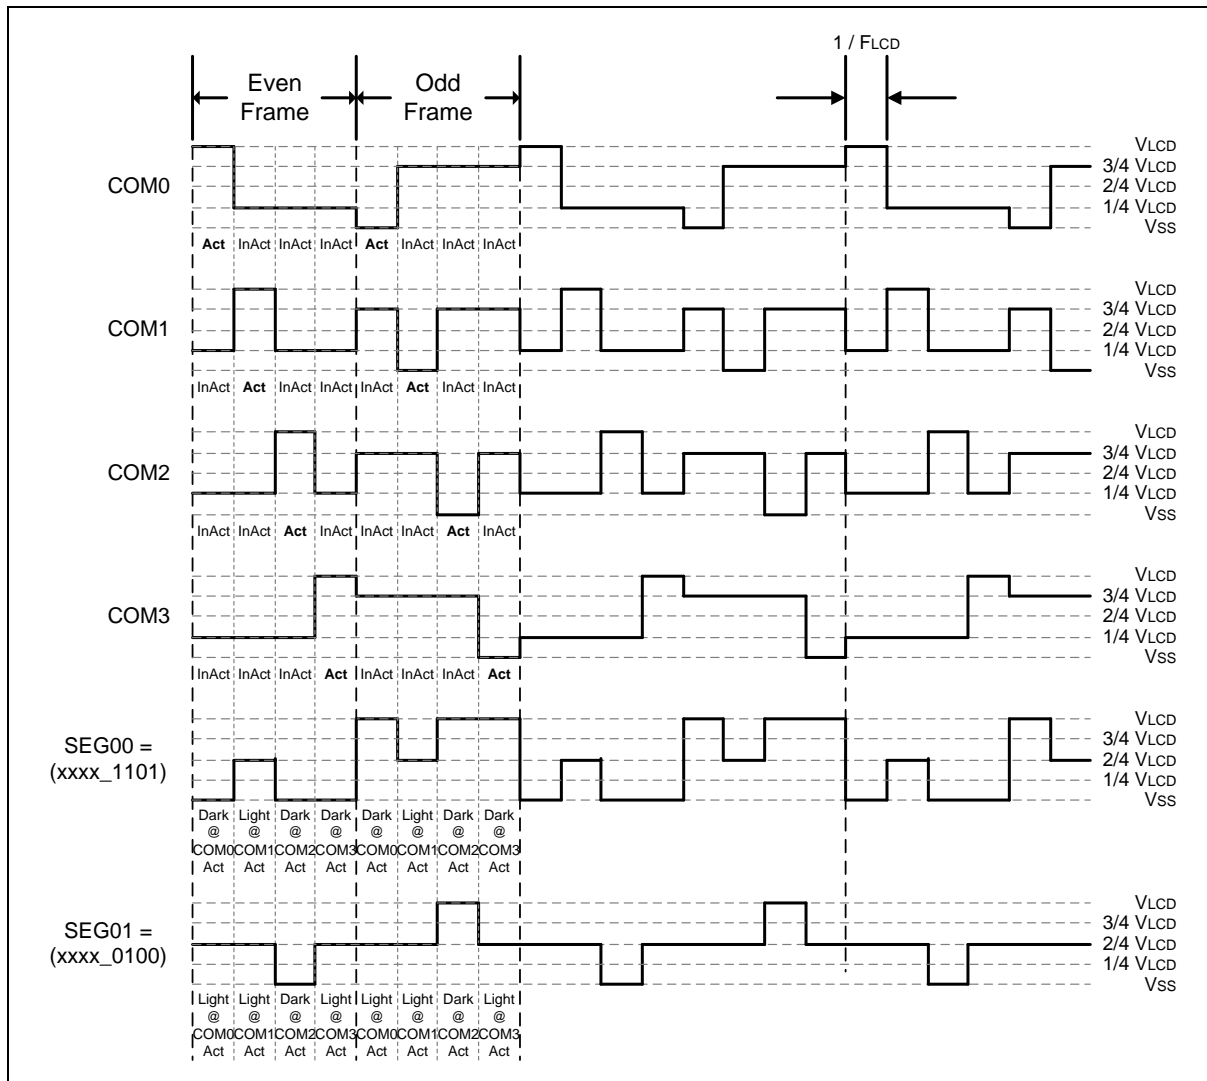 1 / FLCD
Even
Frame
Odd
Frame
COM0
VLCD
3/4 VLCD
2/4 VLCD
1/4 VLCD
VSS
Act InAct InAct InAct Act InAct InAct InAct
COM1
VLCD
3/4 VLCD
2/4 VLCD
1/4 VLCD
VSS
InAct Act InAct InAct InAct Act InAct InAct
COM2
VLCD
3/4 VLCD
2/4 VLCD
1/4 VLCD
VSS
InAct InAct Act InAct InAct InAct Act InAct
COM3
VLCD
3/4 VLCD
2/4 VLCD
1/4 VLCD
VSS
InAct InAct InAct Act InAct InAct InAct Act
SEG00 =
(xxxx_1101)
VLCD
3/4 VLCD
2/4 VLCD
1/4 VLCD
VSS
Dark Light Dark Dark Dark Light Dark Dark
@ @ @ @ @ @ @ @
COM0 COM1 COM2 COM3 COM0 COM1 COM2 COM3
Act Act Act Act Act Act Act Act
SEG01 =
(xxxx_0100)
VLCD
3/4 VLCD
2/4 VLCD
1/4 VLCD
VSS
Light Light Dark Light Light Light Dark Light
@ @ @ @ @ @ @ @
COM0 COM1 COM2 COM3 COM0 COM1 COM2 COM3
Act Act Act Act Act Act Act Act